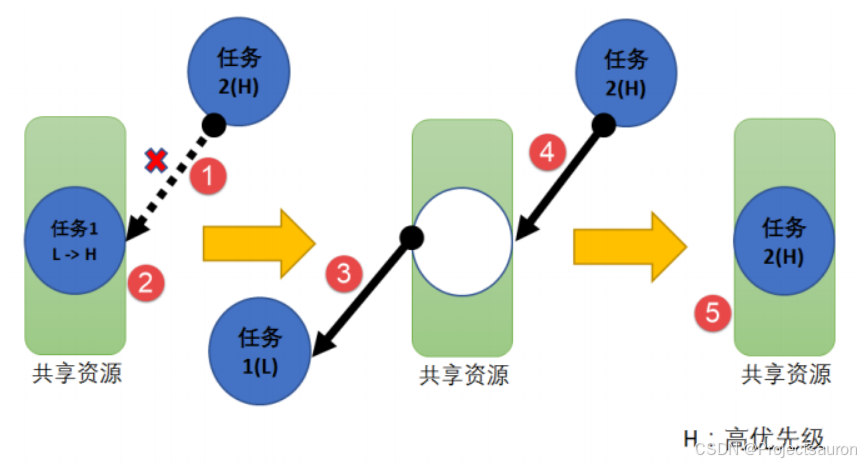 任务
2(H)
任务
2(H)
1
4
任务1
L -> H
任务
2(H)
2
3
5
任务
1(L)
共享资源
共享资源
共享资源
H：高优先级
CSDN @Projectsauron